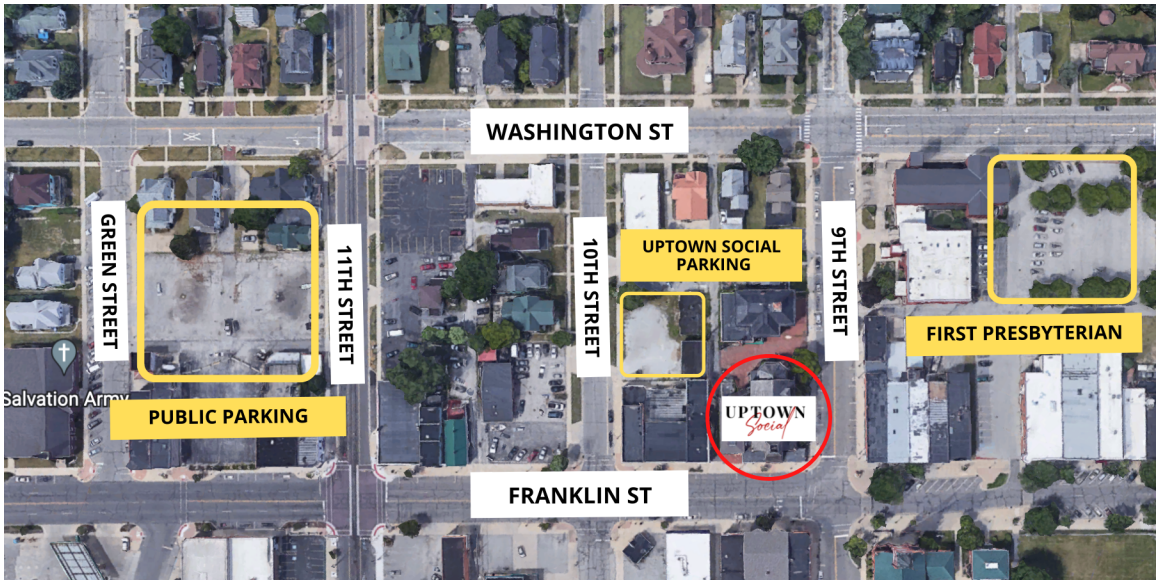 WASHINGTON ST
GREEN STREET
11TH STREET
10TH STREET
UPTOWN SOCIAL
PARKING
9TH STREET
FIRST PRESBYTERIAN
Salvation Army
PUBLIC PARKING
UPTOWN
Social
FRANKLIN ST